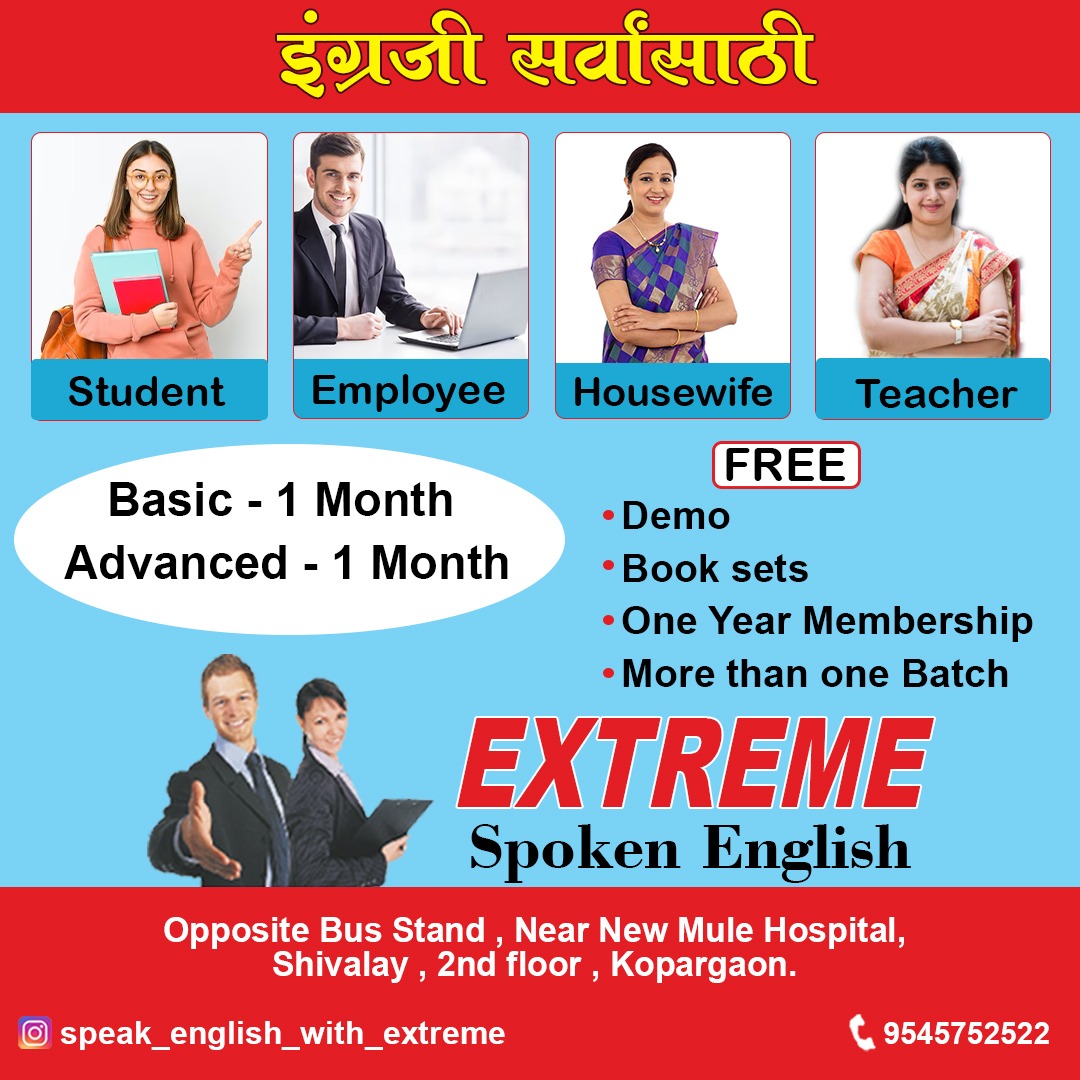 इंग्रजी सर्वांसाठी
Student
Employee
Housewife
Teacher
Basic - 1 Month
Advanced - 1 Month
FREE
• Demo
• Book sets
• One Year Membership
• More than one Batch
EXTREME
Spoken English
Opposite Bus Stand , Near New Mule Hospital,
Shivalay , 2nd floor , Kopargaon.
speak_english_with_extreme
9545752522